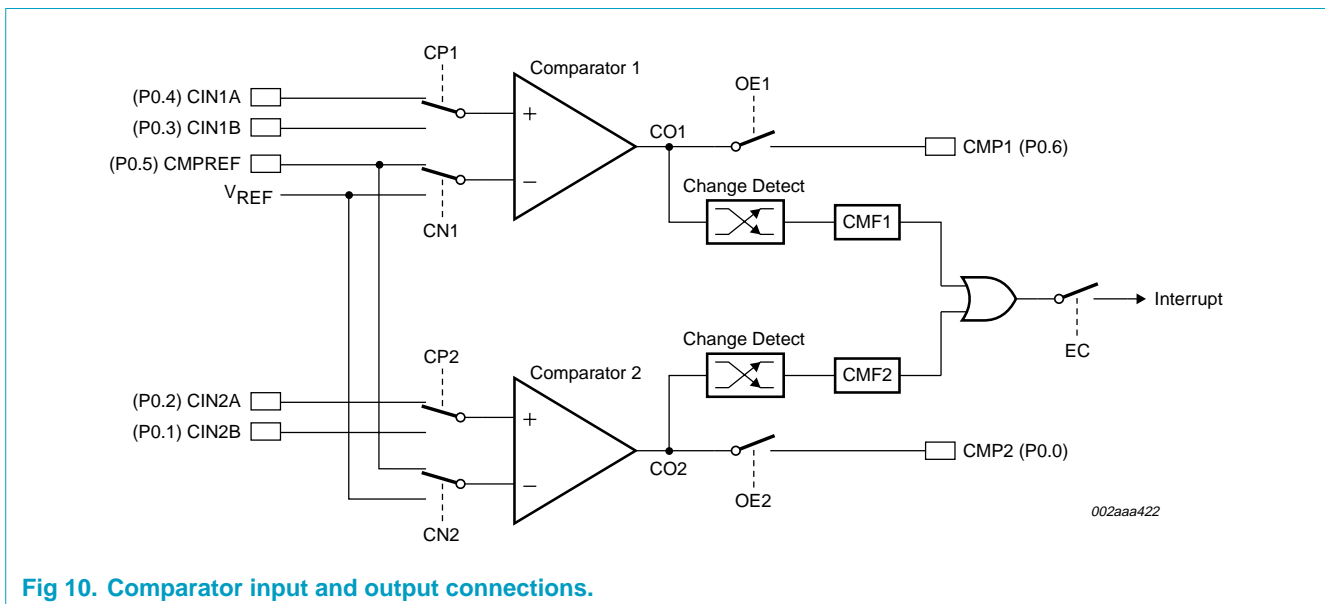 CP1
Comparator 1
OE1
(P0.4) CIN1A
(P0.3) CIN1B
+
CO1
CMP1 (P0.6)
(P0.5) CMPREF
−
Change Detect
VREF
CN1
CMF1
Interrupt
EC
Change Detect
CP2
Comparator 2
CMF2
(P0.2) CIN2A
(P0.1) CIN2B
+
CMP2 (P0.0)
CO2
−
OE2
CN2
002aaa422
Fig 10. Comparator input and output connections.